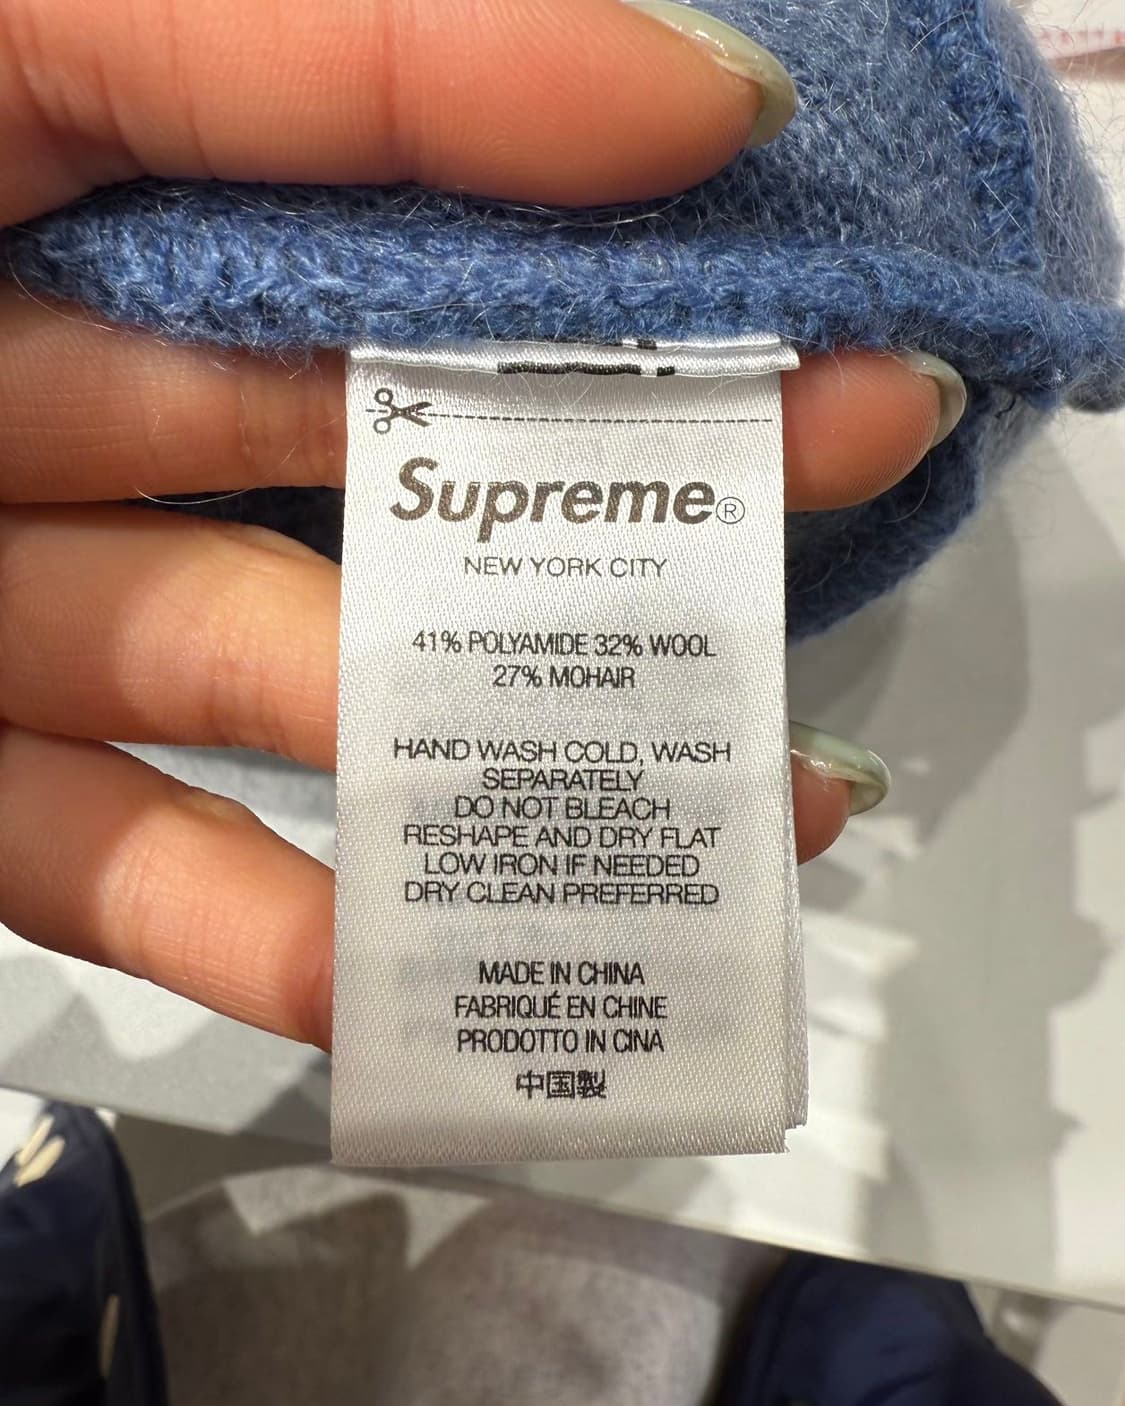 Supreme®
NEW YORK CITY
41% POLYAMIDE 32% WOOL
27% MOHAIR
HAND WASH COLD, WASH
SEPARATELY
DO NOT BLEACH
RESHAPE AND DRY FLAT
LOW IRON IF NEEDED
DRY CLEAN PREFERRED
MADE IN CHINA
FABRIQUÉ EN CHINE
PRODOTTO IN CINA
中国製